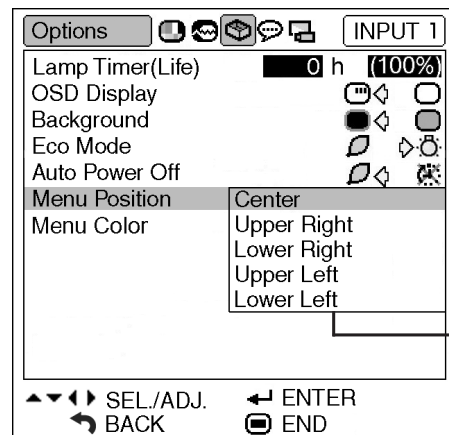 Options INPUT 1
Lamp Timer(Life) 0 h (100%)
OSD Display
Background
Eco Mode
Auto Power Off
Menu Position Center
Menu Color Upper Right
Lower Right
Upper Left
Lower Left
SEL./ADJ. ENTER
BACK END